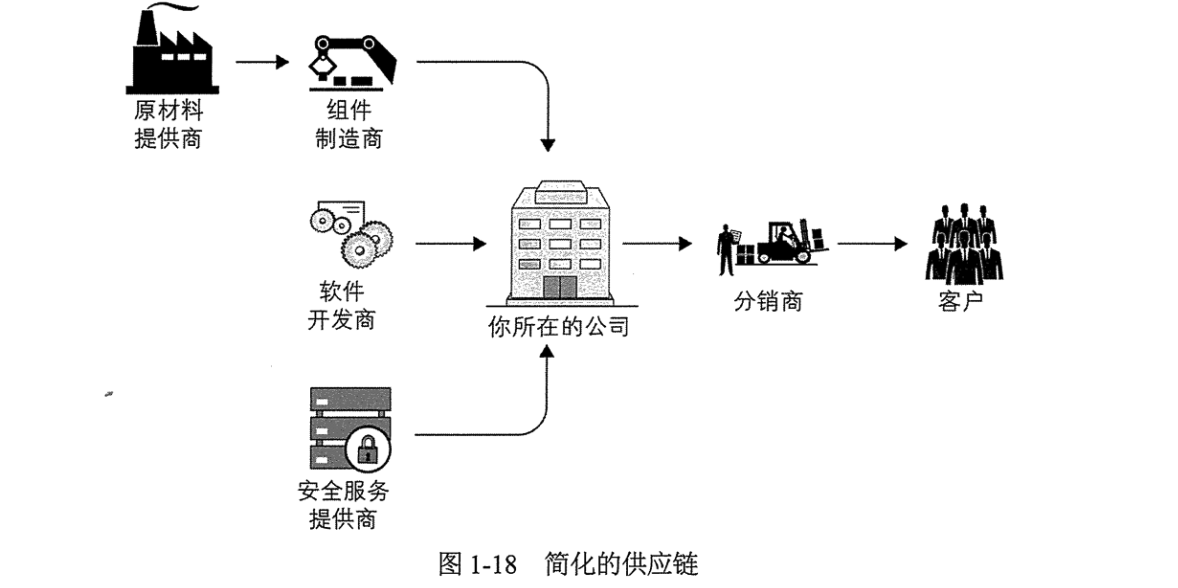 原材料
提供商
组件
制造商
软件
开发商
你所在的公司
分销商
客户
安全服务
提供商
图 1-18 简化的供应链